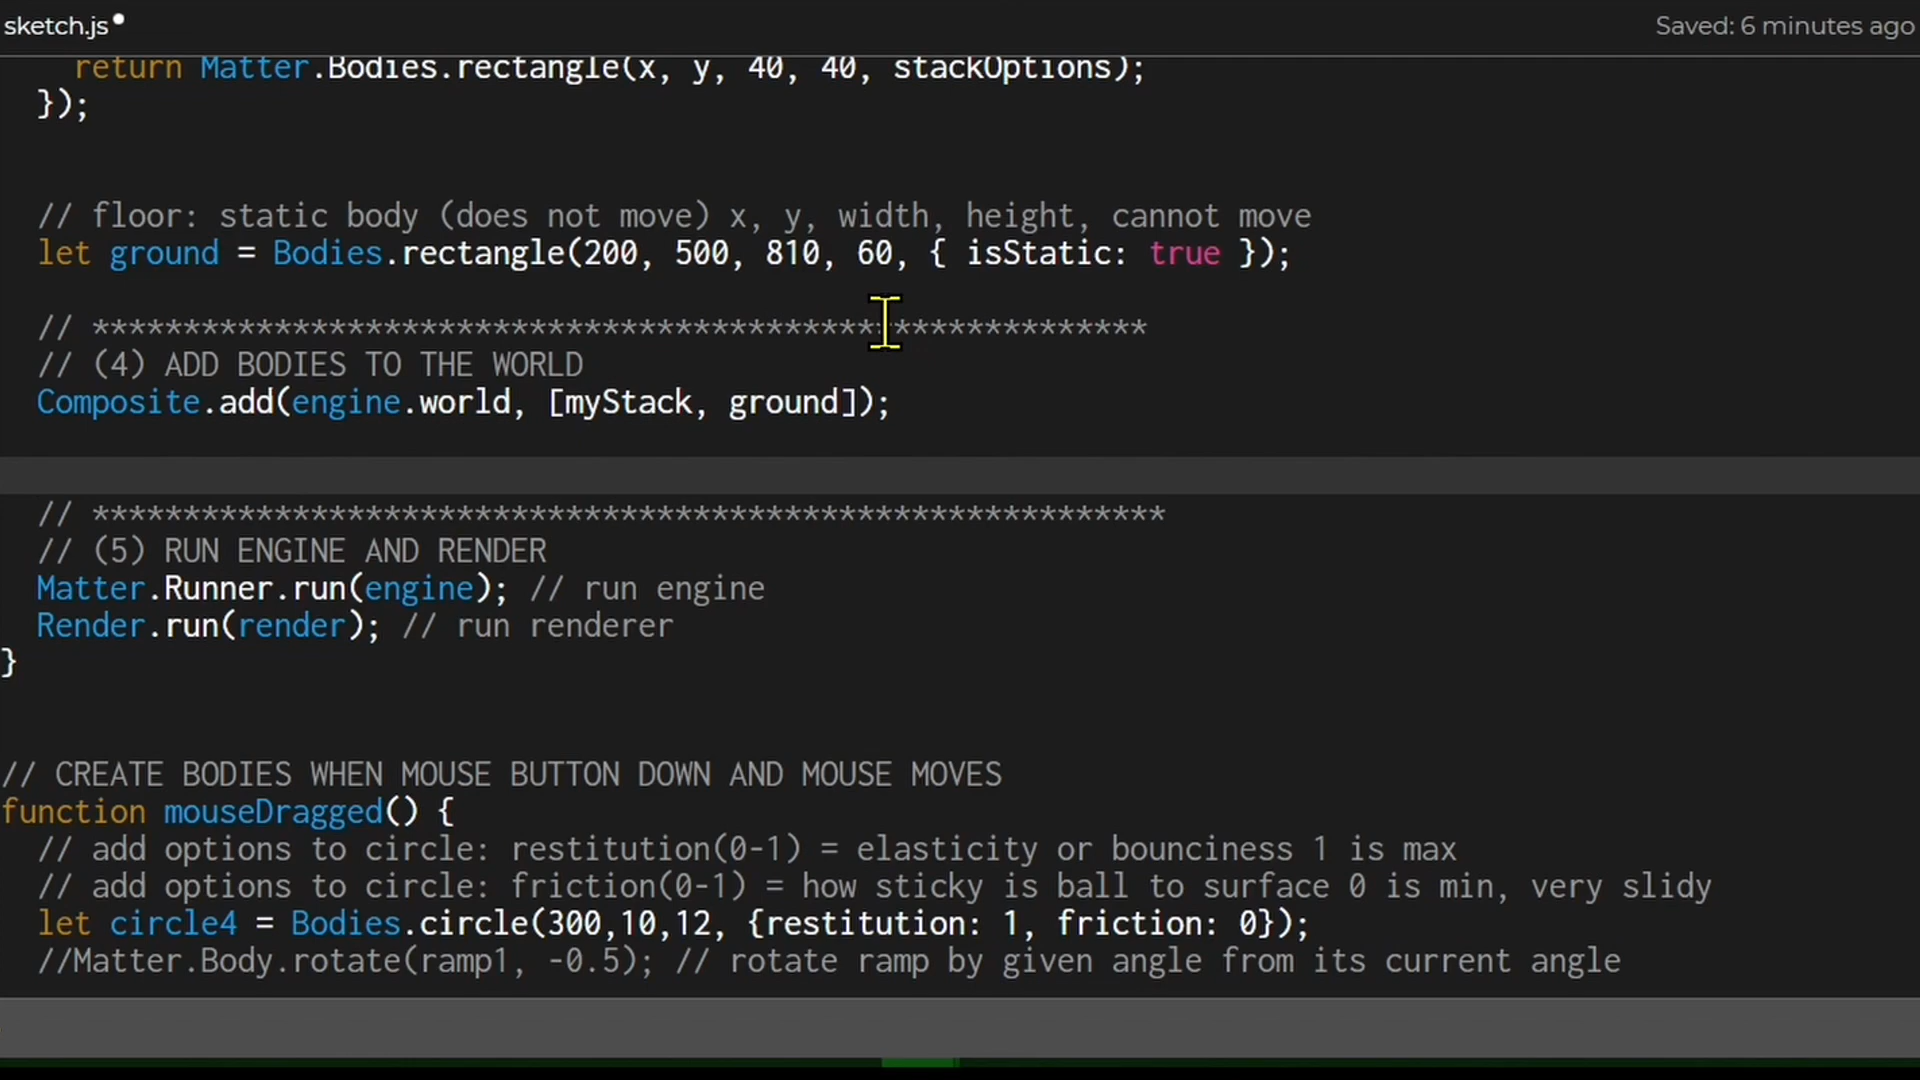 sketch.js
Saved: 6 minutes ago
return Matter.Bodies.rectangle(x, y, 40, 40, stackOptions);
});
// floor: static body (does not move) x, y, width, height, cannot move
let ground = Bodies.rectangle(200, 500, 810, 60, { isStatic: true });
// **********************************************************
// (4) ADD BODIES TO THE WORLD
Composite.add(engine.world, [myStack, ground]);
// ***********************************************************
// (5) RUN ENGINE AND RENDER
Matter.Runner.run(engine); // run engine
Render.run(render); // run renderer
}
// CREATE BODIES WHEN MOUSE BUTTON DOWN AND MOUSE MOVES
function mouseDragged() {
// add options to circle: restitution(0-1) = elasticity or bounciness 1 is max
// add options to circle: friction(0-1) = how sticky is ball to surface 0 is min, very slidy
let circle4 = Bodies.circle(300,10,12, {restitution: 1, friction: 0});
//Matter.Body.rotate(ramp1, -0.5); // rotate ramp by given angle from its current angle